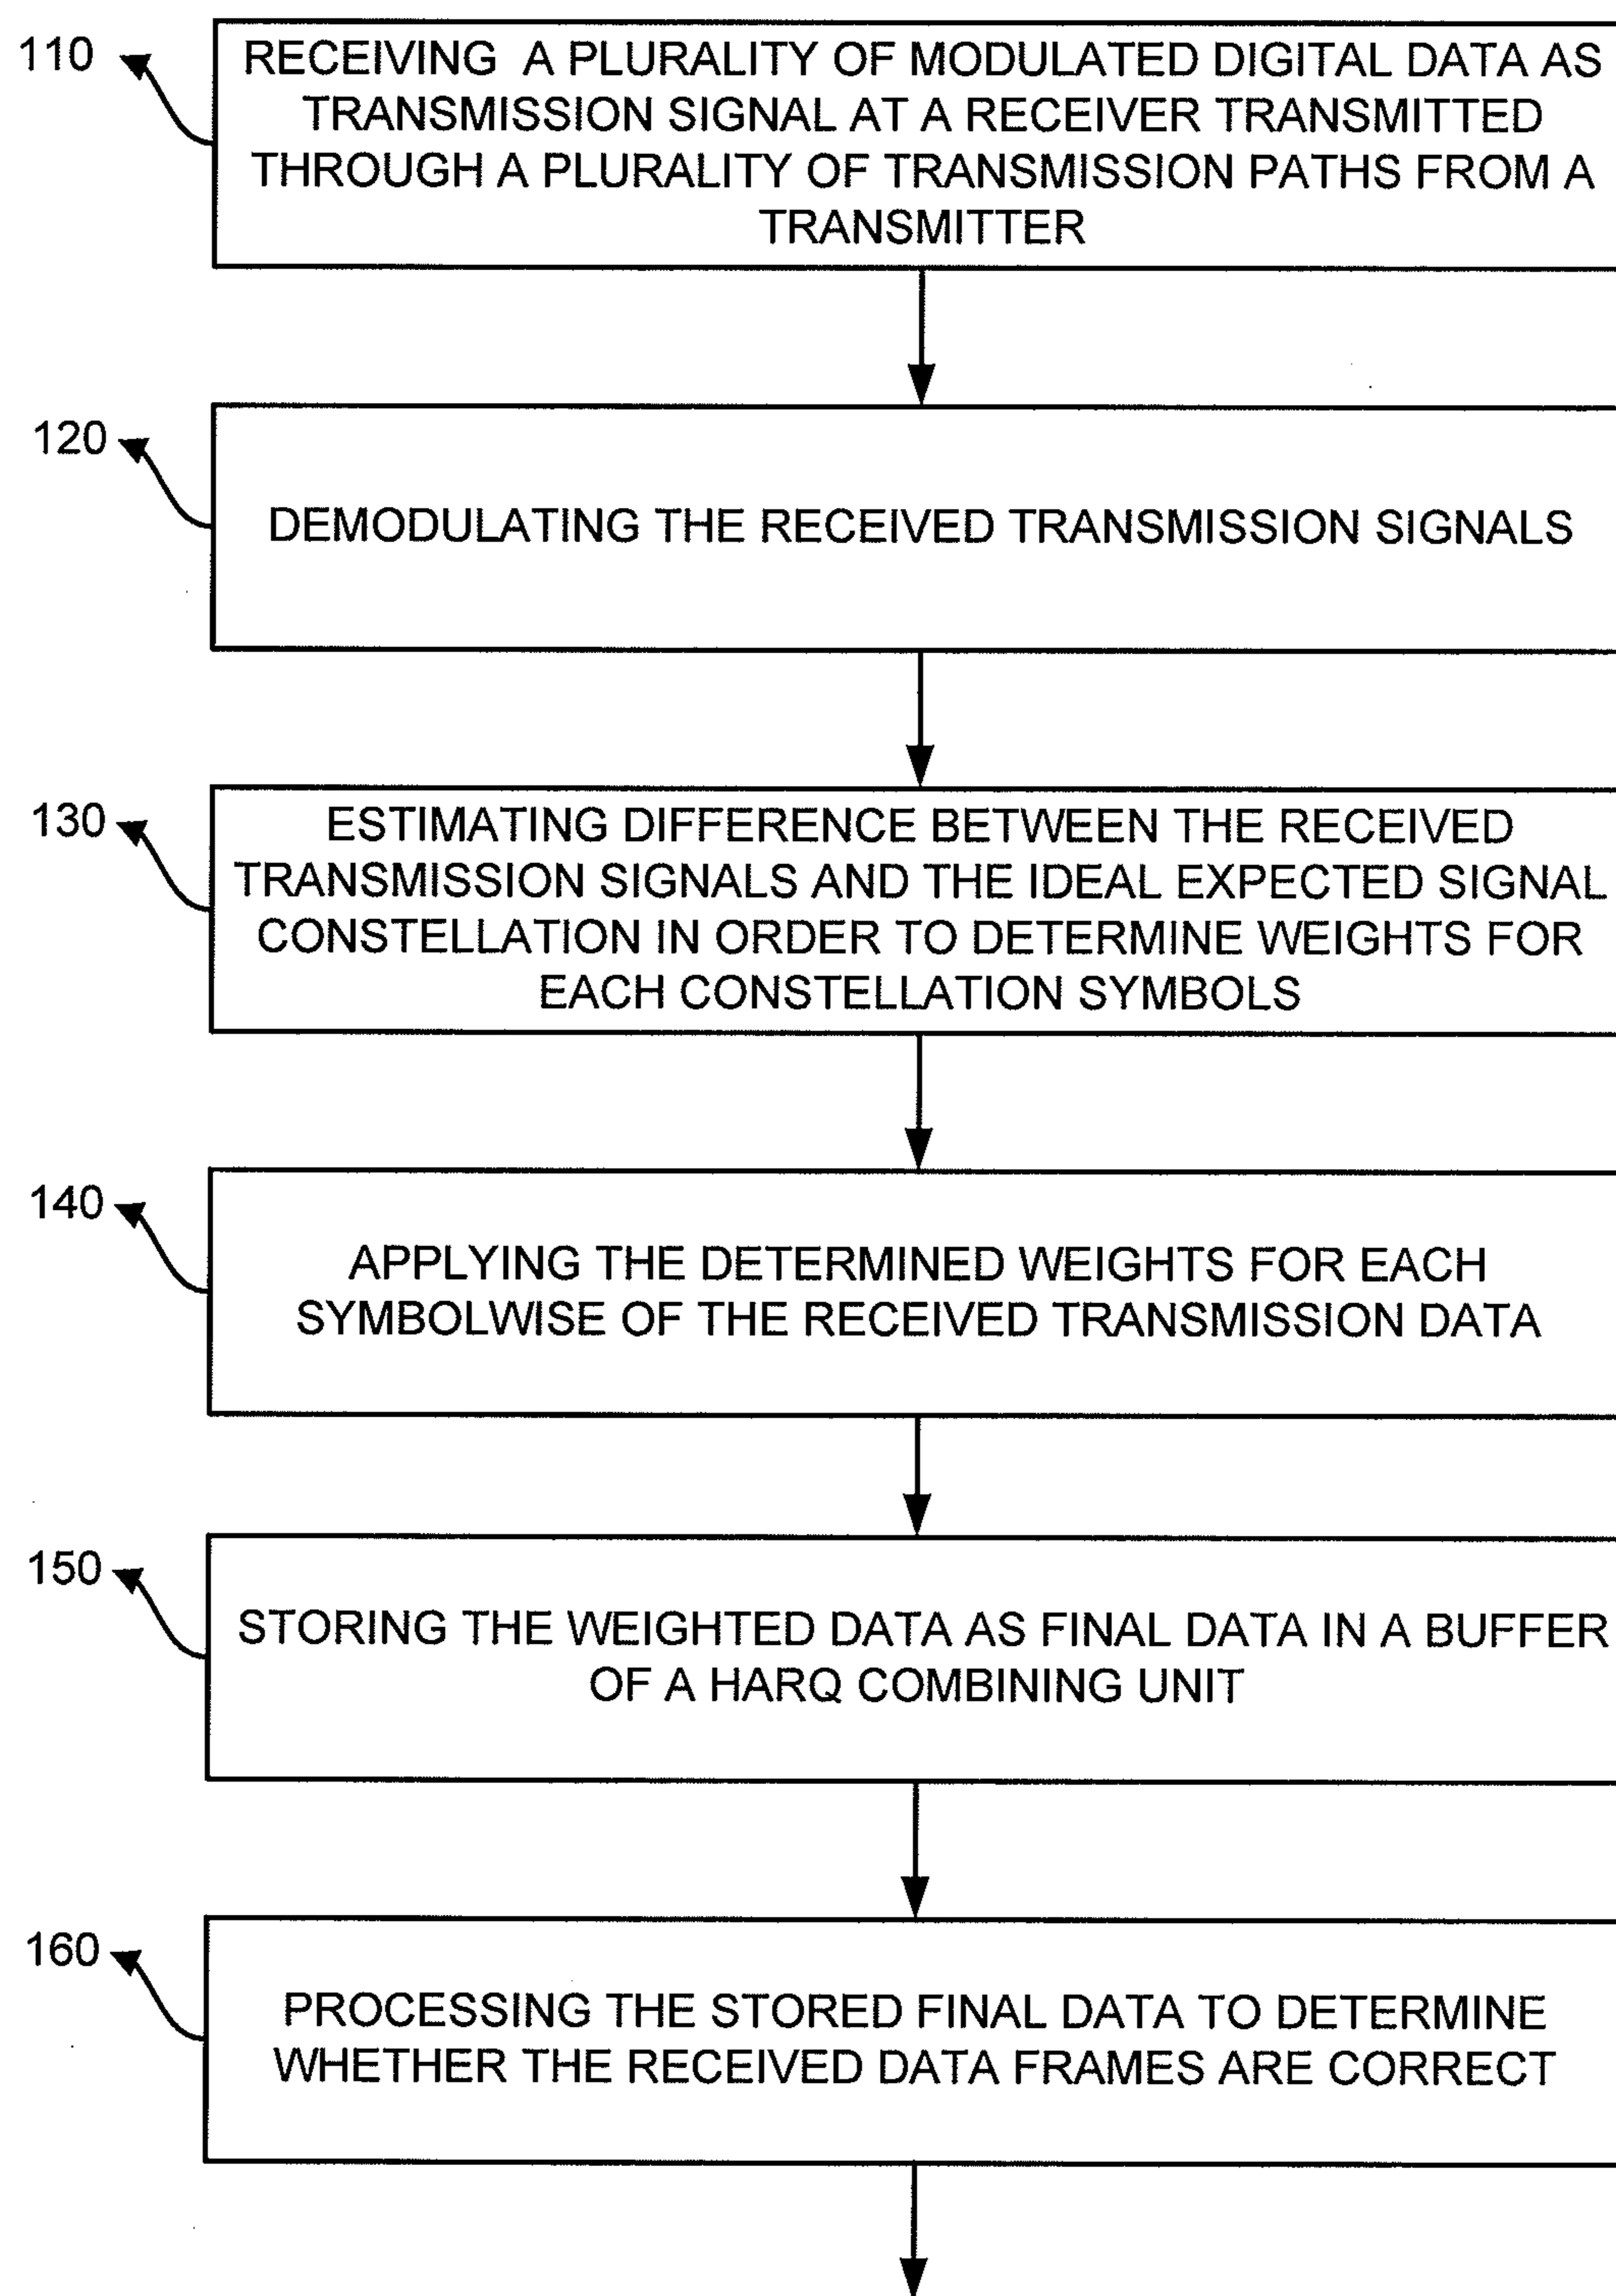 110
RECEIVING A PLURALITY OF MODULATED DIGITAL DATA AS
TRANSMISSION SIGNAL AT A RECEIVER TRANSMITTED
THROUGH A PLURALITY OF TRANSMISSION PATHS FROM A
TRANSMITTER
120
DEMODULATING THE RECEIVED TRANSMISSION SIGNALS
130
ESTIMATING DIFFERENCE BETWEEN THE RECEIVED
TRANSMISSION SIGNALS AND THE IDEAL EXPECTED SIGNAL
CONSTELLATION IN ORDER TO DETERMINE WEIGHTS FOR
EACH CONSTELLATION SYMBOLS
140
APPLYING THE DETERMINED WEIGHTS FOR EACH
SYMBOLWISE OF THE RECEIVED TRANSMISSION DATA
150
STORING THE WEIGHTED DATA AS FINAL DATA IN A BUFFER
OF A HARQ COMBINING UNIT
160
PROCESSING THE STORED FINAL DATA TO DETERMINE
WHETHER THE RECEIVED DATA FRAMES ARE CORRECT